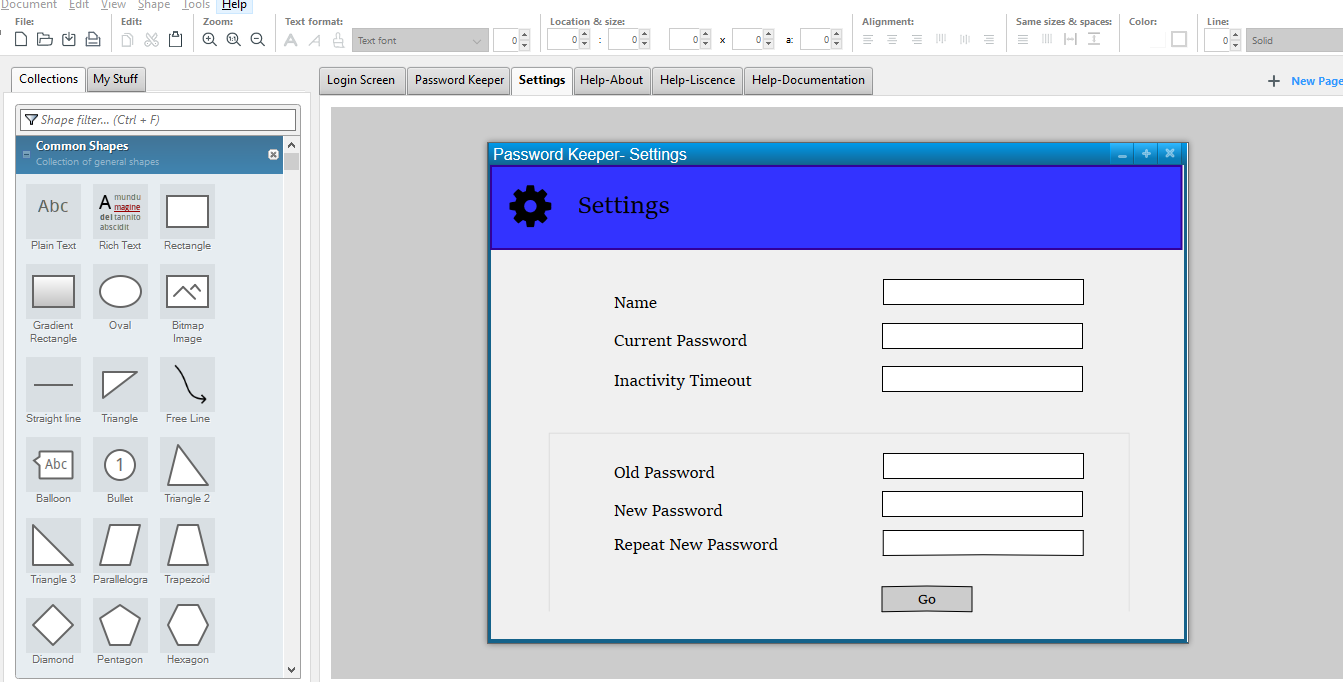 Document Edit View Shape Tools Help
File: Edit: Zoom: Text format: Location & size: Alignment: Same sizes & spaces: Color: Line:
1:1 Text font 0 0 : 0 0 x 0 a: 0 0 Solid
Collections My Stuff
Login Screen Password Keeper Settings Help-About Help-Liscence Help-Documentation
+ New Page
Shape filter... (Ctrl + F)
Common Shapes
Collection of general shapes
Abc
A mundu
magine
del tannito
abscidit
Plain Text Rich Text Rectangle
Gradient
Rectangle
Oval
Bitmap
Image
Straight line Triangle Free Line
Abc 1
Balloon Bullet Triangle 2
Triangle 3 Parallelogra Trapezoid
Diamond Pentagon Hexagon
Password Keeper- Settings
Settings
Name
Current Password
Inactivity Timeout
Old Password
New Password
Repeat New Password
Go